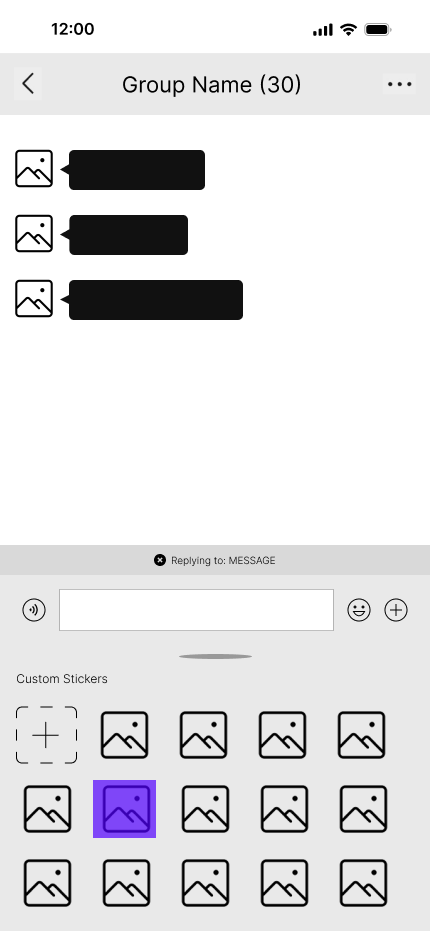 12:00
Group Name (30)
Replying to: MESSAGE
Custom Stickers